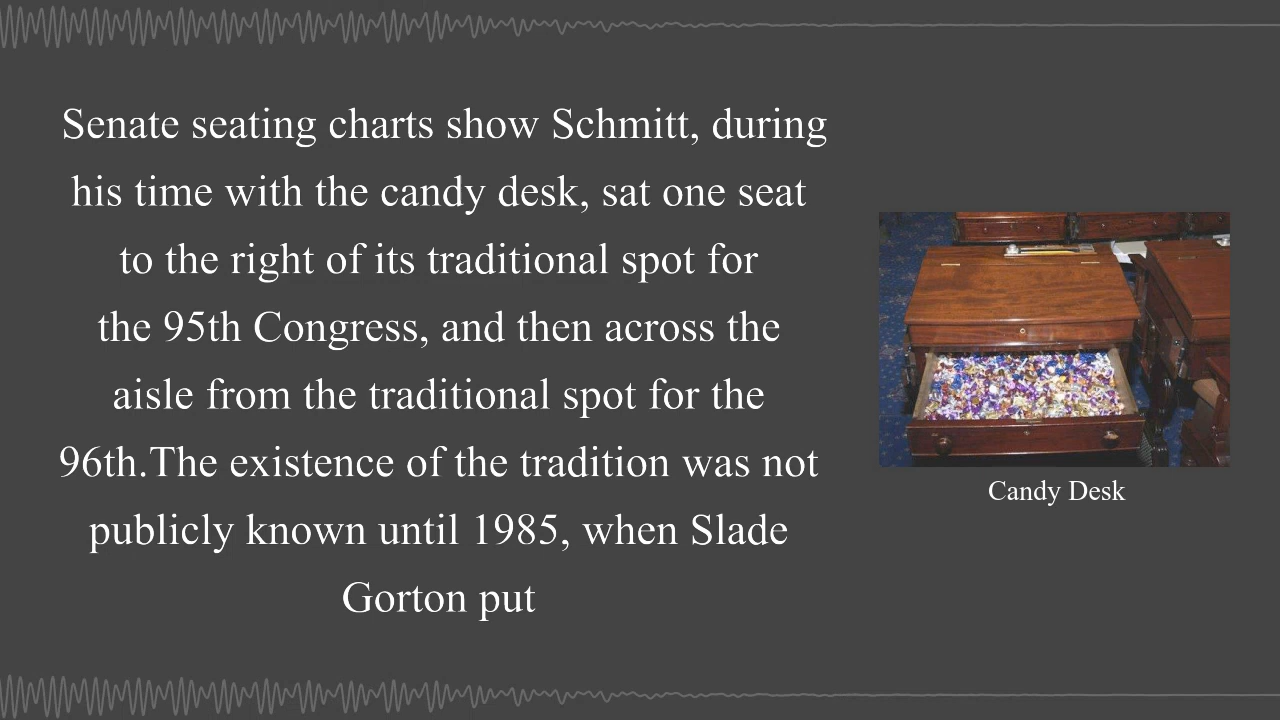 Senate seating charts show Schmitt, during
his time with the candy desk, sat one seat
to the right of its traditional spot for
the 95th Congress, and then across the
aisle from the traditional spot for the
96th.The existence of the tradition was not
publicly known until 1985, when Slade
Gorton put
Candy Desk